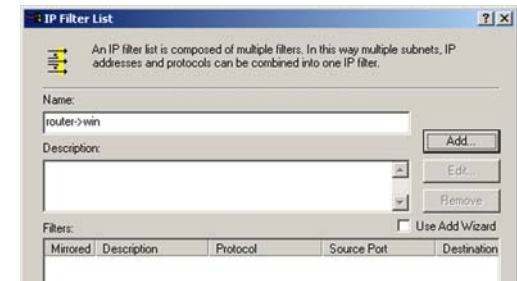 IP Filter List
An IP filter list is composed of multiple filters. In this way multiple subnets, IP
addresses and protocols can be combined into one IP filter.
Name:
router->win
Add...
Description:
Edit...
Remove
Filters:
Use Add Wizard
Mirrored Description Protocol Source Port Destination